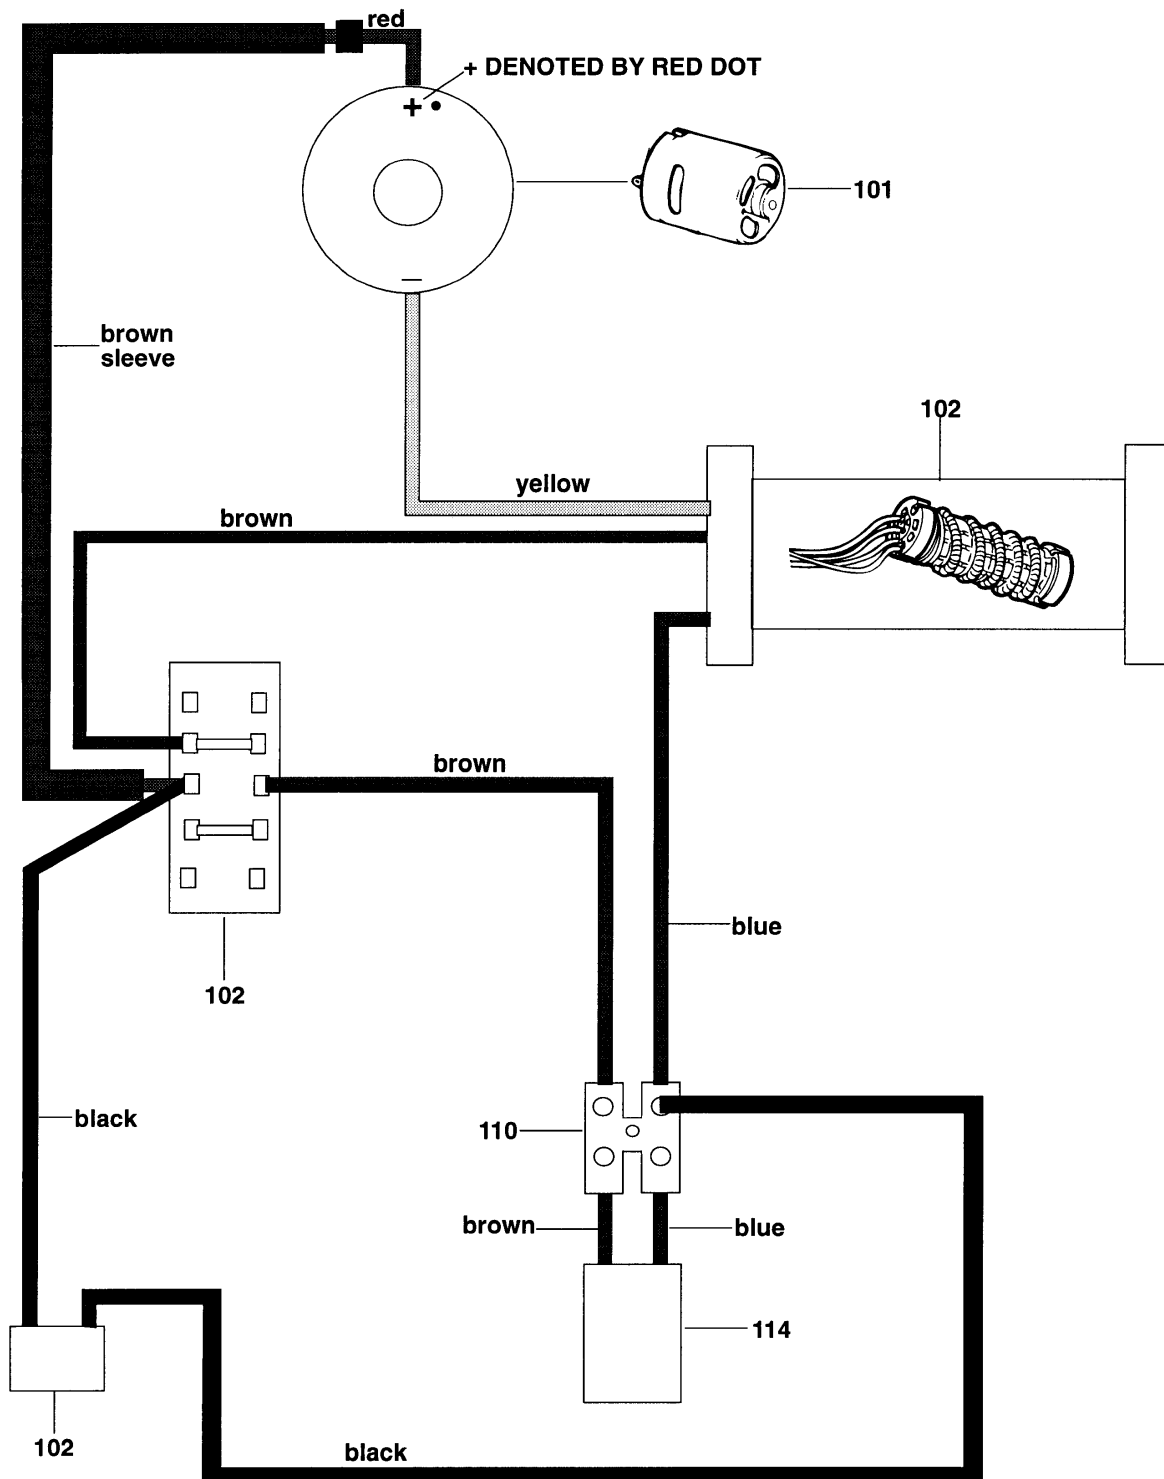 red
+ DENOTED BY RED DOT
+
101
−
brown
sleeve
102
yellow
brown
brown
blue
102
black
110
brown
blue
114
102
black